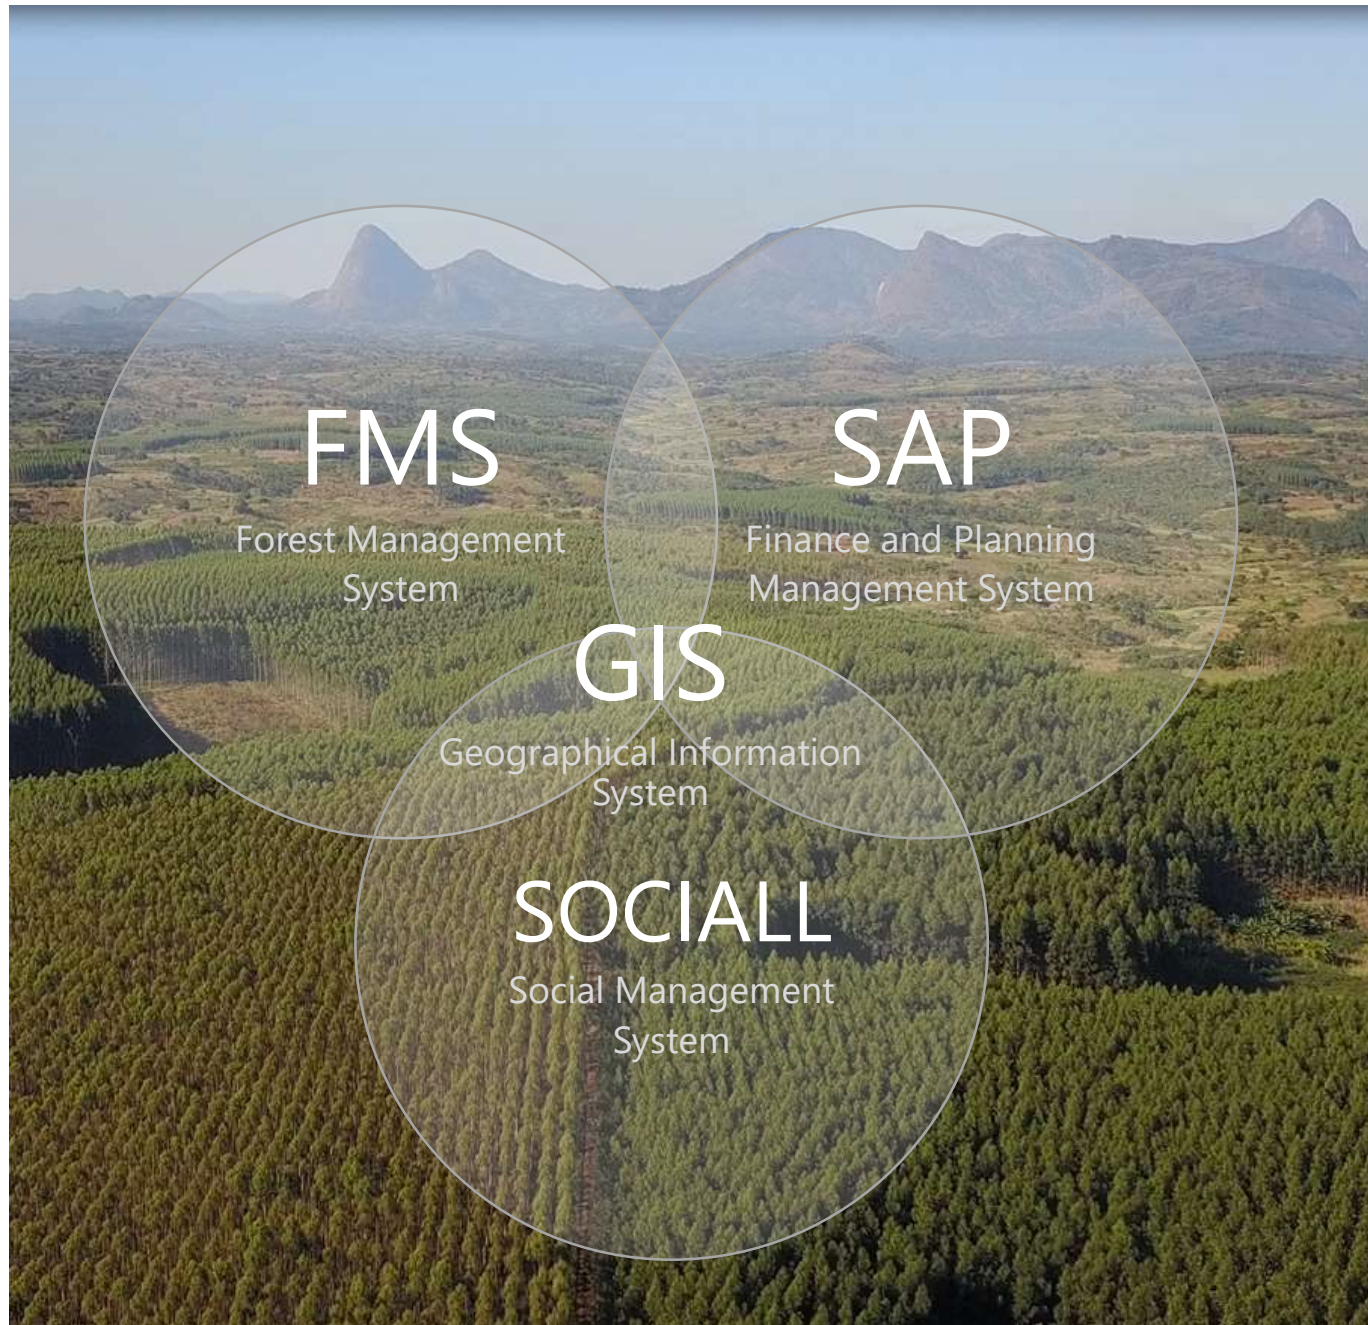 FMS
Forest Management
System
SAP
Finance and Planning
Management System
GIS
Geographical Information
System
SOCIALL
Social Management
System